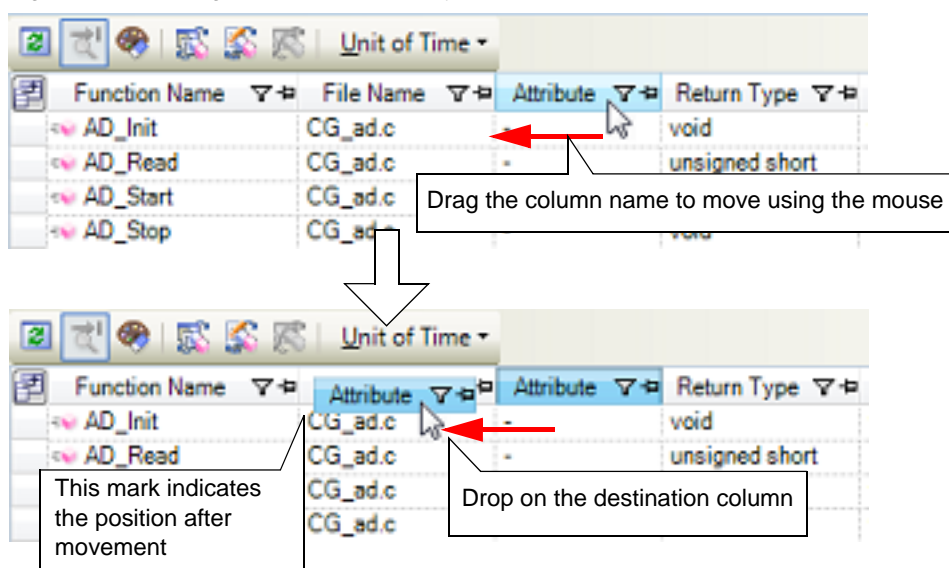 Unit of Time
Function Name File Name Attribute Return Type
AD_Init CG_ad.c - void
AD_Read CG_ad.c - unsigned short
AD_Start CG_ad.c
AD_Stop CG_ad.c - void
Drag the column name to move using the mouse
Unit of Time
Function Name Attribute Attribute Return Type
AD_Init CG_ad.c - void
AD_Read CG_ad.c - unsigned short
CG_ad.c
CG_ad.c
This mark indicates
the position after
movement
Drop on the destination column